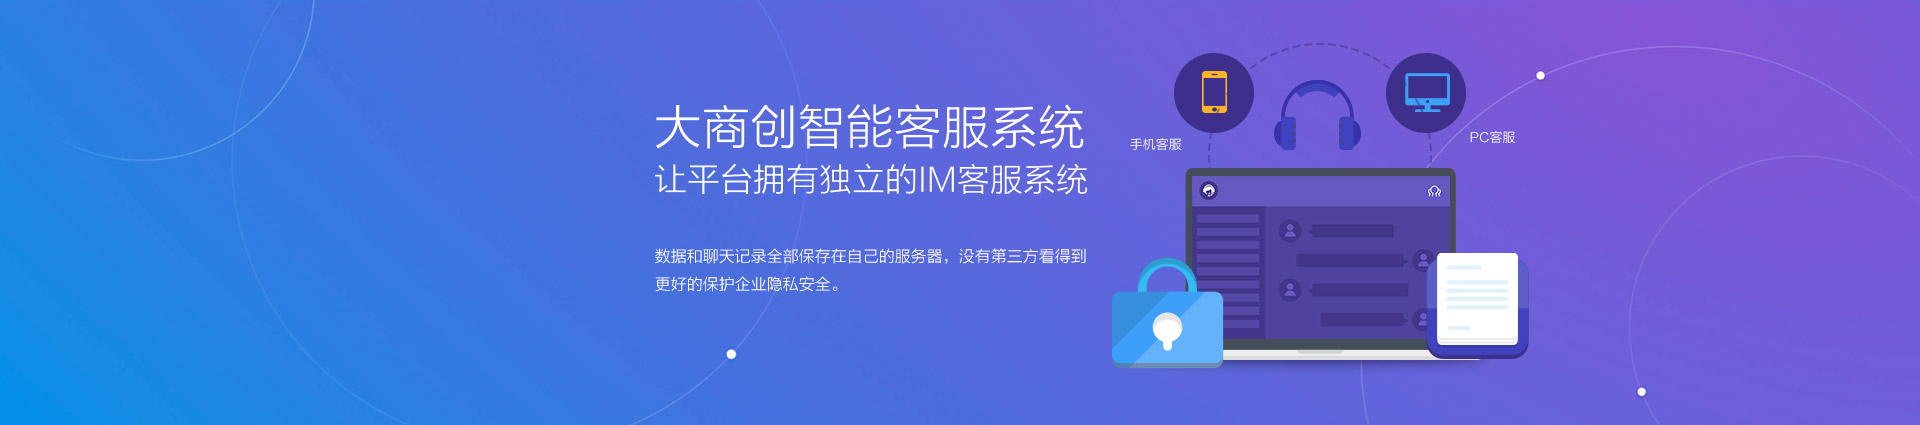 大商创智能客服系统
让平台拥有独立的IM客服系统
数据和聊天记录全部保存在自己的服务器，没有第三方看得到
更好的保护企业隐私安全。
手机客服
PC客服